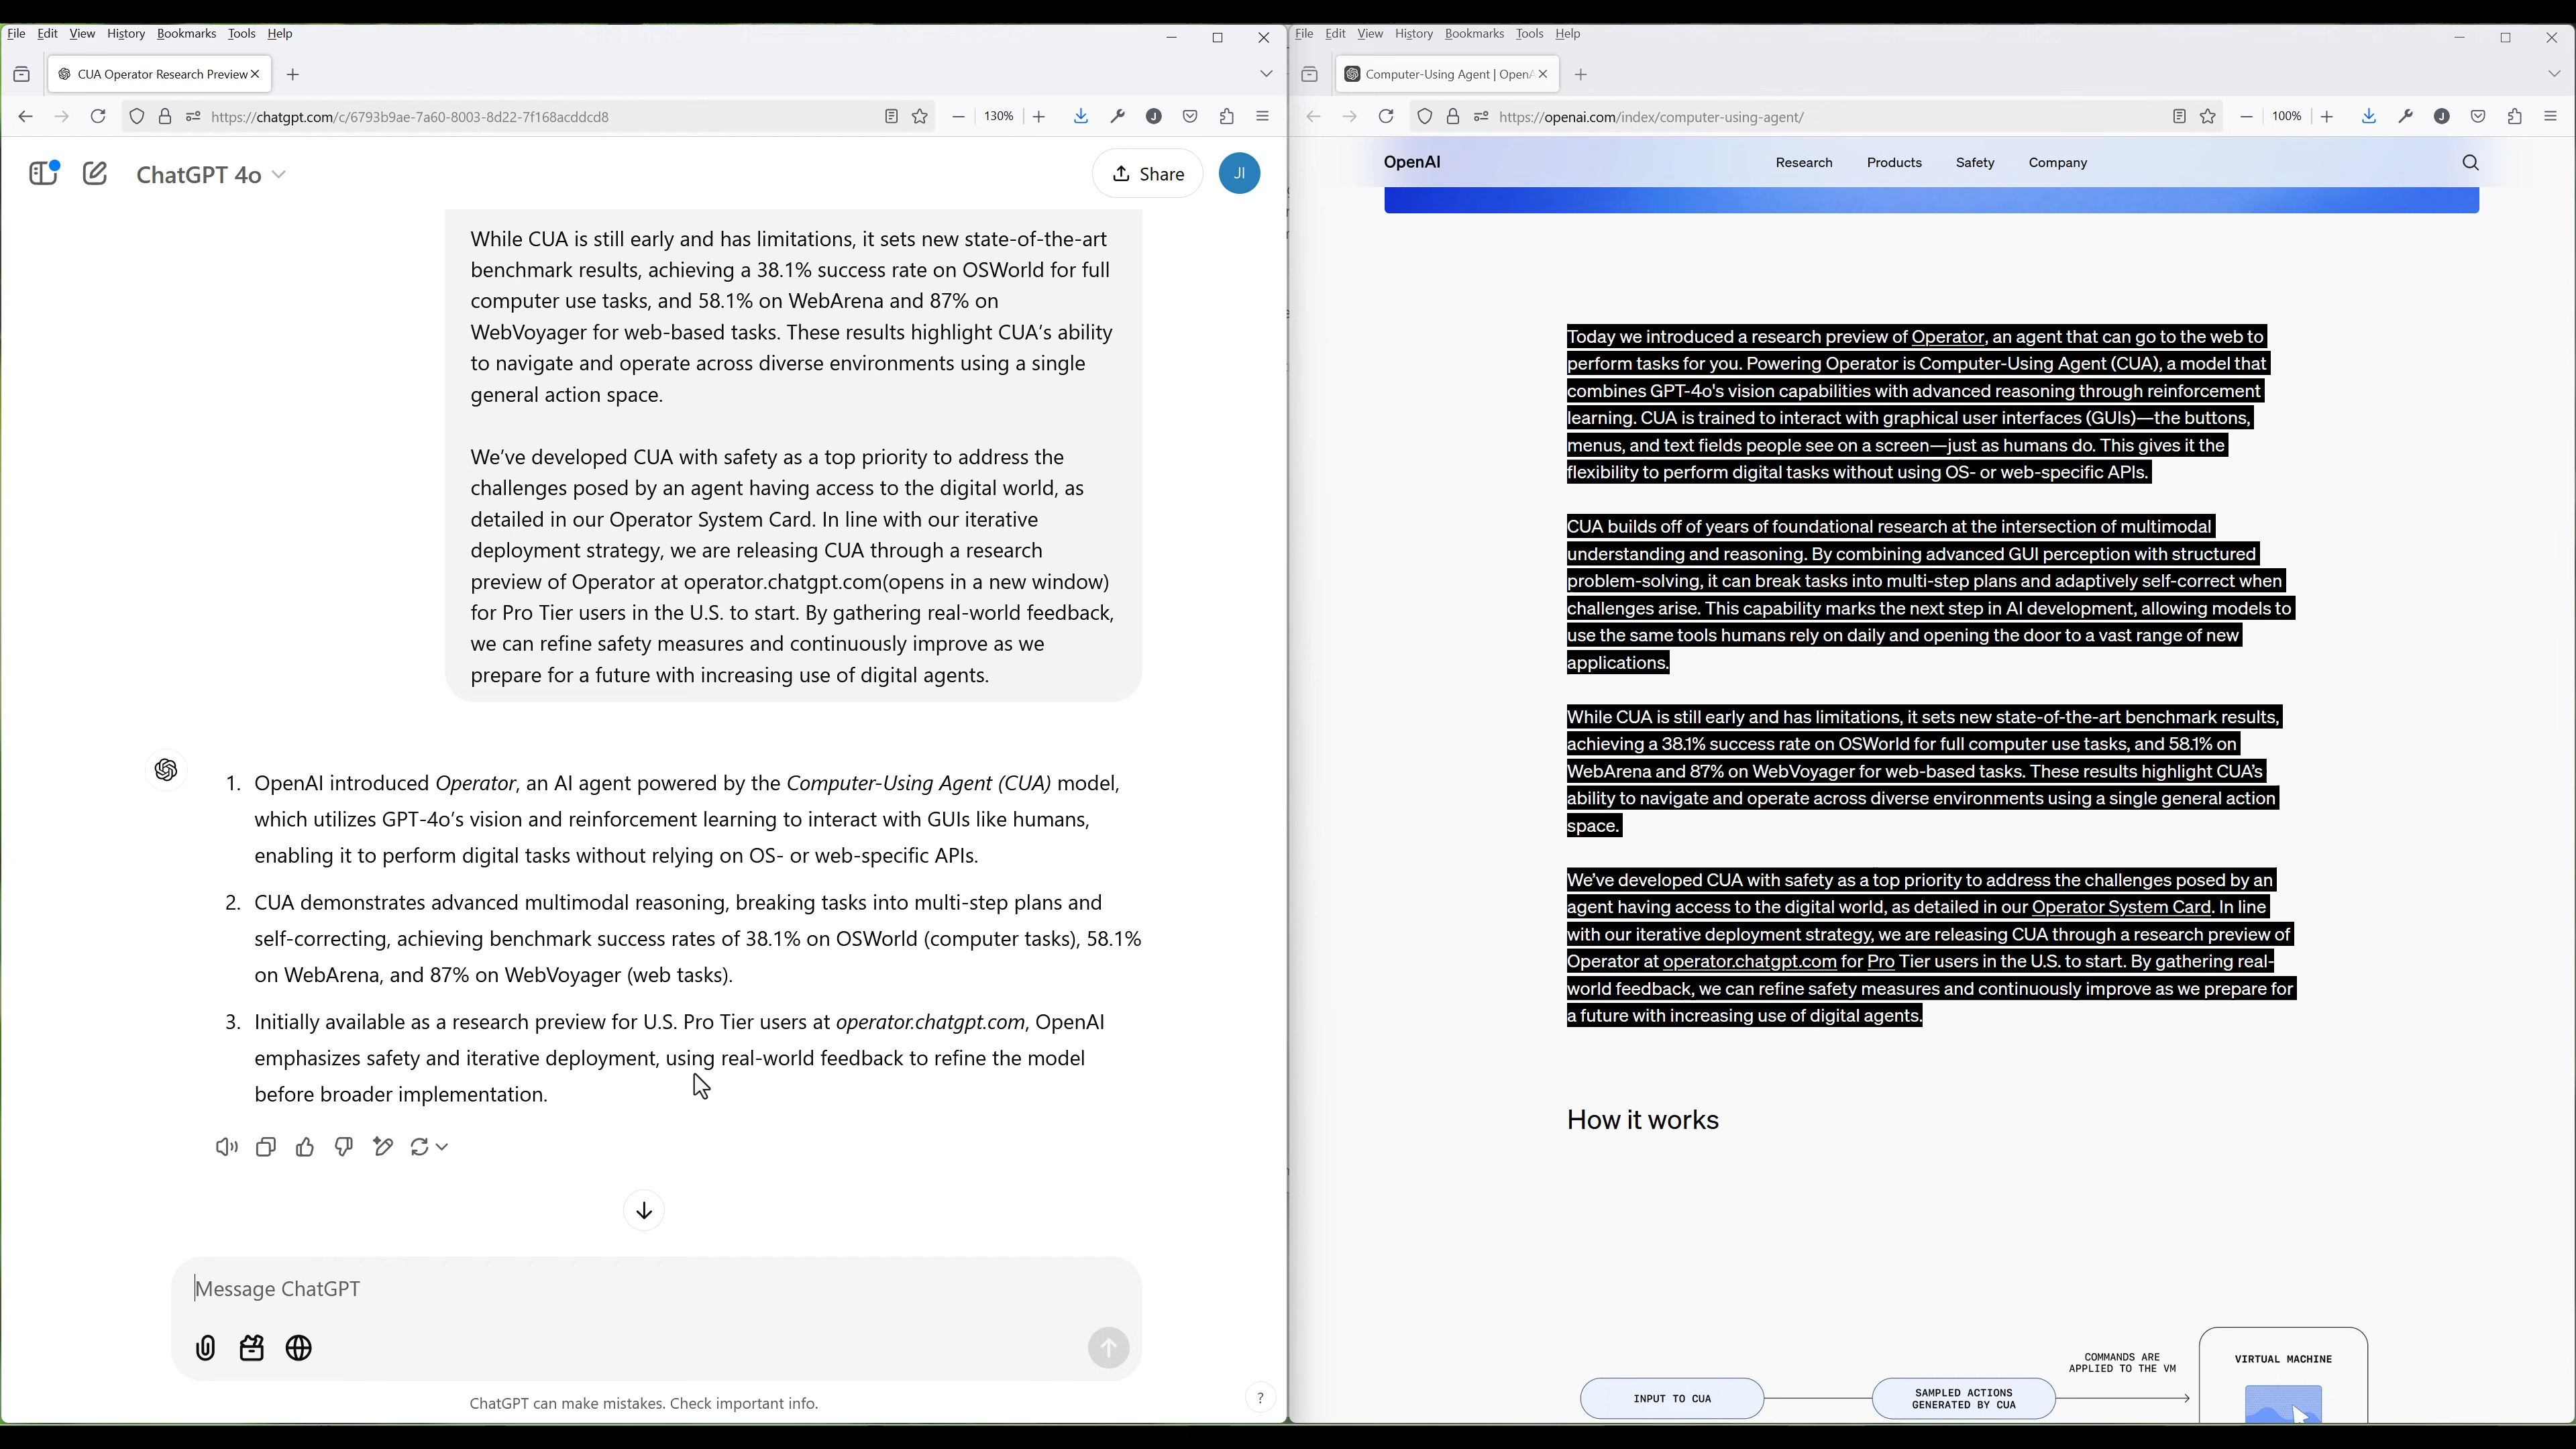 File Edit View History Bookmarks Tools Help
CUA Operator Research Preview
https://chatgpt.com/c/6793b9ae-7a60-8003-8d22-7f168acddcd8
130%
J
ChatGPT 4o
Share
JI
While CUA is still early and has limitations, it sets new state-of-the-art
benchmark results, achieving a 38.1% success rate on OSWorld for full
computer use tasks, and 58.1% on WebArena and 87% on
WebVoyager for web-based tasks. These results highlight CUA’s ability
to navigate and operate across diverse environments using a single
general action space.
We’ve developed CUA with safety as a top priority to address the
challenges posed by an agent having access to the digital world, as
detailed in our Operator System Card. In line with our iterative
deployment strategy, we are releasing CUA through a research
preview of Operator at operator.chatgpt.com(opens in a new window)
for Pro Tier users in the U.S. to start. By gathering real-world feedback,
we can refine safety measures and continuously improve as we
prepare for a future with increasing use of digital agents.
1. OpenAI introduced Operator, an AI agent powered by the Computer-Using Agent (CUA) model,
which utilizes GPT-4o’s vision and reinforcement learning to interact with GUIs like humans,
enabling it to perform digital tasks without relying on OS- or web-specific APIs.
2. CUA demonstrates advanced multimodal reasoning, breaking tasks into multi-step plans and
self-correcting, achieving benchmark success rates of 38.1% on OSWorld (computer tasks), 58.1%
on WebArena, and 87% on WebVoyager (web tasks).
3. Initially available as a research preview for U.S. Pro Tier users at operator.chatgpt.com, OpenAI
emphasizes safety and iterative deployment, using real-world feedback to refine the model
before broader implementation.
Message ChatGPT
ChatGPT can make mistakes. Check important info.
?
File Edit View History Bookmarks Tools Help
Computer-Using Agent | OpenA
https://openai.com/index/computer-using-agent/
100%
J
OpenAI
Research Products Safety Company
Today we introduced a research preview of Operator, an agent that can go to the web to
perform tasks for you. Powering Operator is Computer-Using Agent (CUA), a model that
combines GPT-4o's vision capabilities with advanced reasoning through reinforcement
learning. CUA is trained to interact with graphical user interfaces (GUIs)—the buttons,
menus, and text fields people see on a screen—just as humans do. This gives it the
flexibility to perform digital tasks without using OS- or web-specific APIs.
CUA builds off of years of foundational research at the intersection of multimodal
understanding and reasoning. By combining advanced GUI perception with structured
problem-solving, it can break tasks into multi-step plans and adaptively self-correct when
challenges arise. This capability marks the next step in AI development, allowing models to
use the same tools humans rely on daily and opening the door to a vast range of new
applications.
While CUA is still early and has limitations, it sets new state-of-the-art benchmark results,
achieving a 38.1% success rate on OSWorld for full computer use tasks, and 58.1% on
WebArena and 87% on WebVoyager for web-based tasks. These results highlight CUA’s
ability to navigate and operate across diverse environments using a single general action
space.
We’ve developed CUA with safety as a top priority to address the challenges posed by an
agent having access to the digital world, as detailed in our Operator System Card. In line
with our iterative deployment strategy, we are releasing CUA through a research preview of
Operator at operator.chatgpt.com for Pro Tier users in the U.S. to start. By gathering real-
world feedback, we can refine safety measures and continuously improve as we prepare for
a future with increasing use of digital agents.
How it works
INPUT TO CUA
SAMPLED ACTIONS
GENERATED BY CUA
COMMANDS ARE
APPLIED TO THE VM
VIRTUAL MACHINE